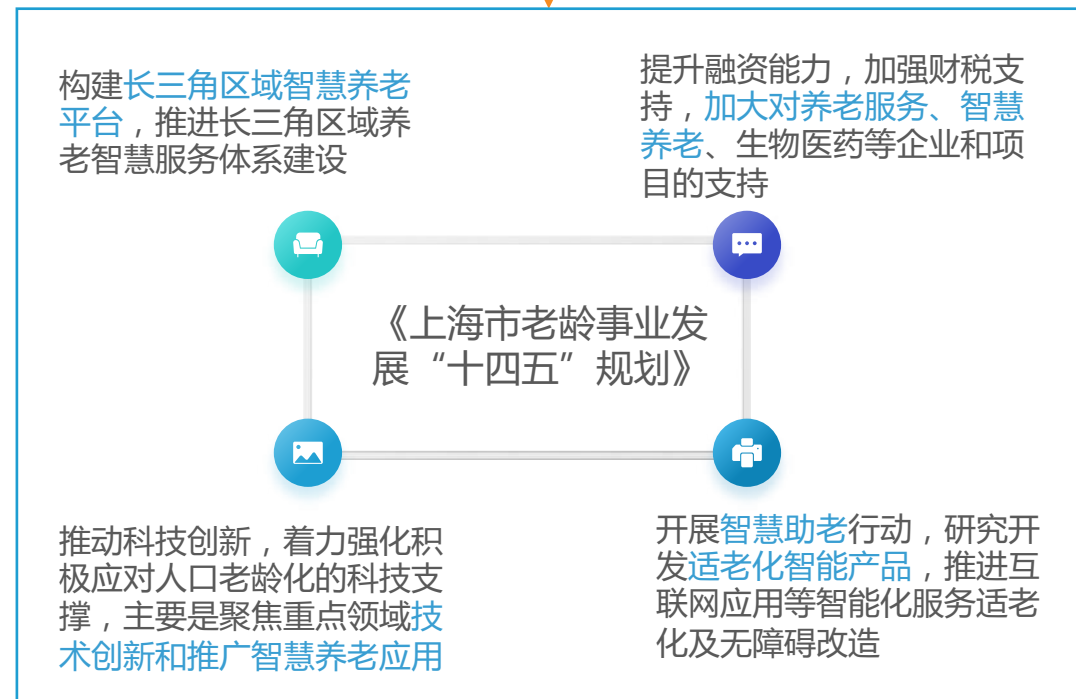 构建长三角区域智慧养老
平台，推进长三角区域养
老智慧服务体系建设
提升融资能力，加强财税支
持，加大对养老服务、智慧
养老、生物医药等企业和项
目的支持
《上海市老龄事业发
展“十四五”规划》
推动科技创新，着力强化积
极应对人口老龄化的科技支
撑，主要是聚焦重点领域技
术创新和推广智慧养老应用
开展智慧助老行动，研究开
发适老化智能产品，推进互
联网应用等智能化服务适老
化及无障碍改造